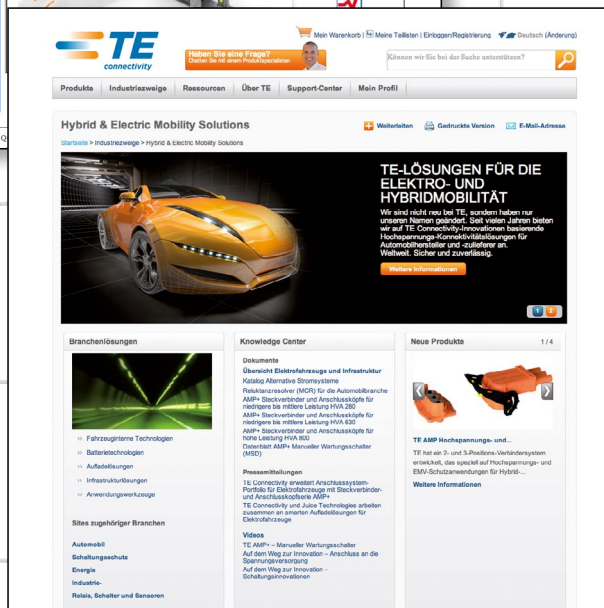 Mein Warenkorb | Meine Teillisten | Einloggen/Registrierung Deutsch (Änderung)
TE
connectivity
Haben Sie eine Frage?
Chatten Sie mit einem Produktspezialisten
Können wir Sie bei der Suche unterstützen?
Produkte Industriezweige Ressourcen Über TE Support-Center Mein Profil
Hybrid & Electric Mobility Solutions
Weiterleiten Gedruckte Version E-Mail-Adresse
Startseite > Industriezweige > Hybrid & Electric Mobility Solutions
TE-LÖSUNGEN FÜR DIE
ELEKTRO- UND
HYBRIDMOBILITÄT
Wir sind nicht neu bei TE, sondern haben nur
unseren Namen geändert. Seit vielen Jahren bieten
wir auf TE Connectivity-Innovationen basierende
Hochspannungs-Konnektivitätslösungen für
Automobilhersteller und -zulieferer an.
Weltweit. Sicher und zuverlässig.
Weitere Informationen
1 2
Branchenlösungen
›› Fahrzeuginterne Technologien
›› Batterietechnologien
›› Aufladelösungen
›› Infrastrukturlösungen
›› Anwendungswerkzeuge
Sites zugehöriger Branchen
Automobil
Schaltungsschutz
Energie
Industrie-
Relais, Schalter und Sensoren
Knowledge Center
Dokumente
Übersicht Elektrofahrzeuge und Infrastruktur
Katalog Alternative Stromsysteme
Reluktanzresolver (MCR) für die Automobilbranche
AMP+ Steckverbinder und Anschlussköpfe für
niedrigere bis mittlere Leistung HVA 280
AMP+ Steckverbinder und Anschlussköpfe für
niedrigere bis mittlere Leistung HVA 630
AMP+ Steckverbinder und Anschlussköpfe für
hohe Leistung HVA 800
Datenblatt AMP+ Manueller Wartungsschalter
(MSD)
Pressemitteilungen
TE Connectivity erweitert Anschlusssystem-
Portfolio für Elektrofahrzeuge mit Steckverbinder-
und Anschlusskopfserie AMP+
TE Connectivity und Juice Technologies arbeiten
zusammen an smarten Aufladelösungen für
Elektrofahrzeuge
Videos
TE AMP+ – Manueller Wartungsschalter
Auf dem Weg zur Innovation – Anschluss an die
Spannungsversorgung
Auf dem Weg zur Innovation –
Schaltungsinnovationen
Neue Produkte 1/4
TE AMP Hochspannungs- und...
TE hat ein 2- und 3-Positions-Verbindersystem
entwickelt, das speziell auf Hochspannungs- und
EMV-Schutzanwendungen für Hybrid-...
Weitere Informationen